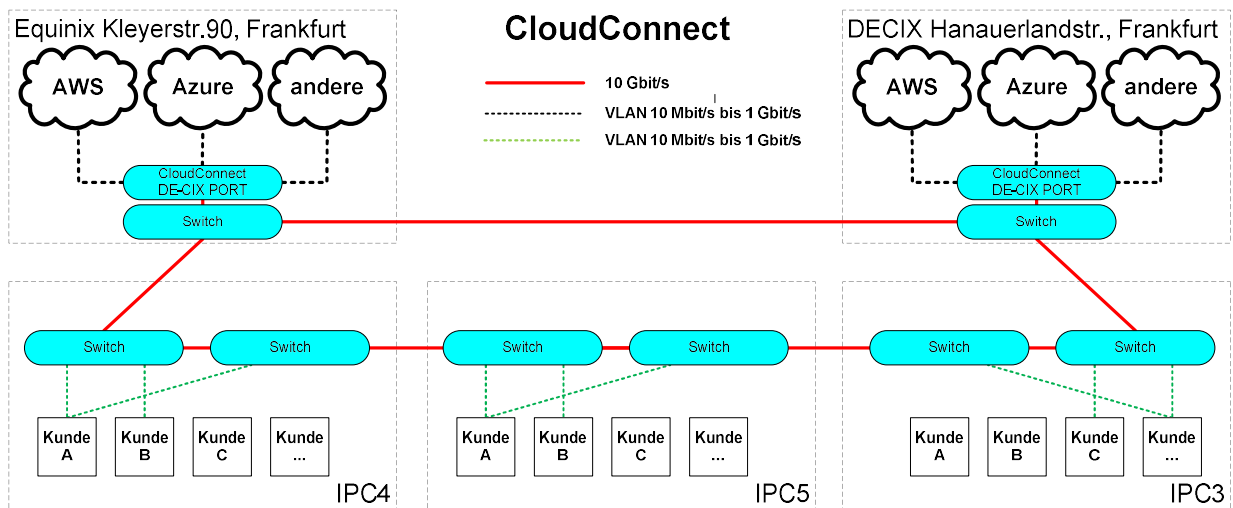 Equinix Kleyerstr.90, Frankfurt
AWS
Azure
andere
CloudConnect
DE-CIX PORT
Switch
CloudConnect
10 Gbit/s
VLAN 10 Mbit/s bis 1 Gbit/s
VLAN 10 Mbit/s bis 1 Gbit/s
DECIX Hanauerlandstr., Frankfurt
AWS
Azure
andere
CloudConnect
DE-CIX PORT
Switch
Switch
Switch
Kunde
A
Kunde
B
Kunde
C
Kunde
...
IPC4
Switch
Switch
Kunde
A
Kunde
B
Kunde
C
Kunde
...
IPC5
Switch
Switch
Kunde
A
Kunde
B
Kunde
C
Kunde
...
IPC3